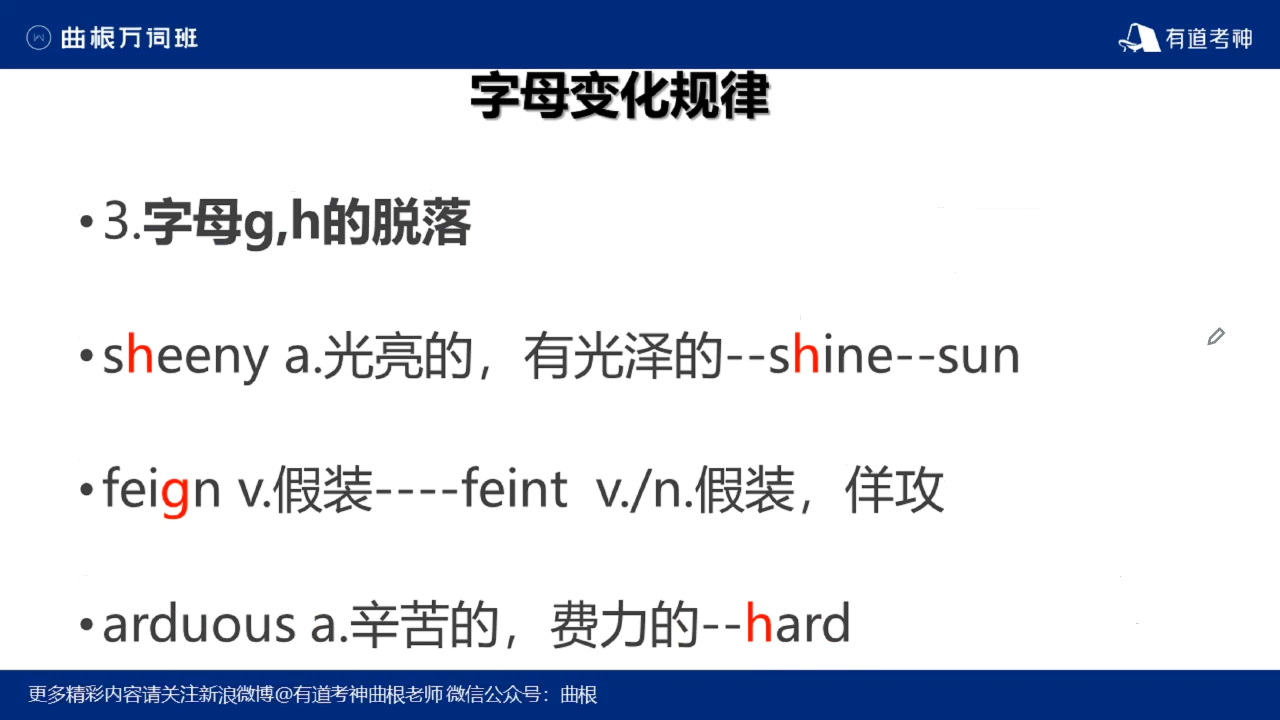 曲根万词班
有道考神
字母变化规律
•3.字母g,h的脱落
•sheeny a.光亮的，有光泽的--shine--sun
•feign v.假装----feint v./n.假装，佯攻
•arduous a.辛苦的，费力的--hard
更多精彩内容请关注新浪微博@有道考神曲根老师 微信公众号：曲根